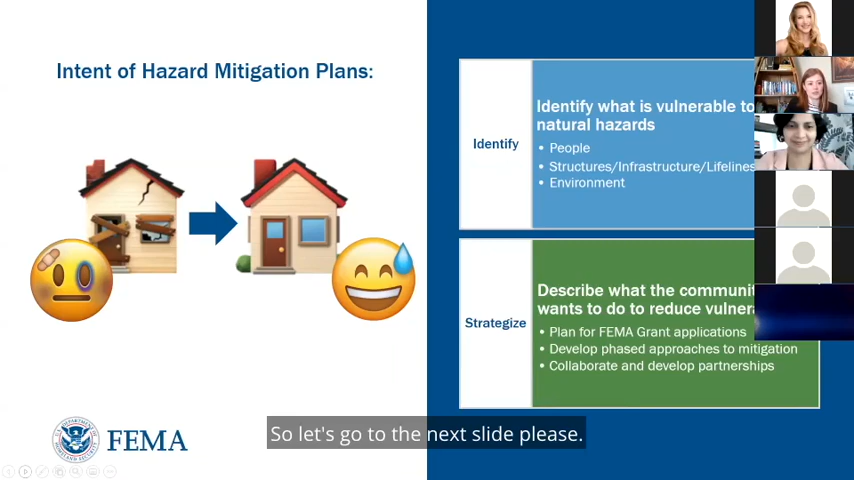 Intent of Hazard Mitigation Plans:
Identify
Identify what is vulnerable to
natural hazards
• People
• Structures/Infrastructure/Lifelines
• Environment
Strategize
Describe what the communit
wants to do to reduce vulnera
• Plan for FEMA Grant applications
• Develop phased approaches to mitigation
• Collaborate and develop partnerships
FEMA
So let's go to the next slide please.